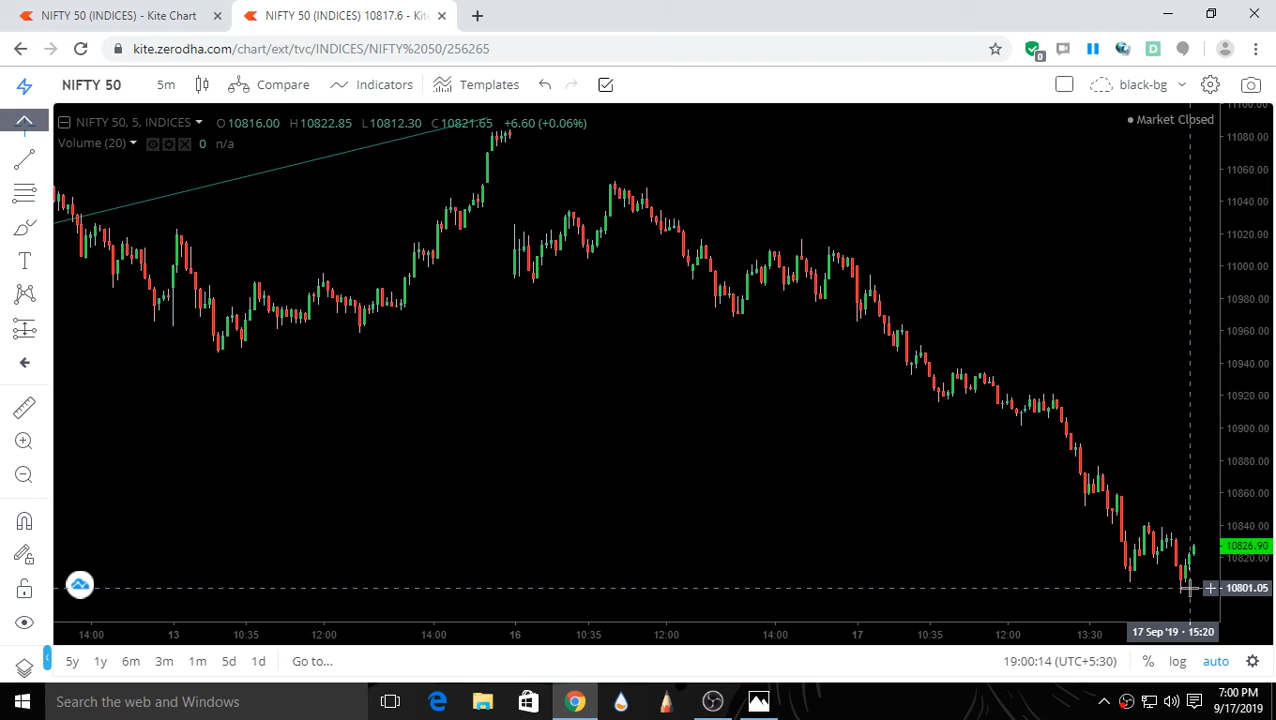 NIFTY 50 (INDICES) - Kite Chart
NIFTY 50 (INDICES) 10817.6 - Kite
kite.zerodha.com/chart/ext/tvc/INDICES/NIFTY%2050/256265
0
D
NIFTY 50
5m
Compare
Indicators
Templates
black-bg
NIFTY 50, 5, INDICES
O 10816.00 H 10822.85 L 10812.30 C 10821.65 +6.60 (+0.06%)
Market Closed
Volume (20)
0 n/a
T
11100.00
11080.00
11060.00
11040.00
11020.00
11000.00
10980.00
10960.00
10940.00
10920.00
10900.00
10880.00
10860.00
10840.00
10826.90
10820.00
10801.05
14:00 13 10:35 12:00 14:00 16 10:35 12:00 14:00 17 10:35 12:00 13:30 17 Sep '19 - 15:20
5y 1y 6m 3m 1m 5d 1d Go to...
19:00:14 (UTC+5:30) % log auto
Search the web and Windows
7:00 PM
9/17/2019